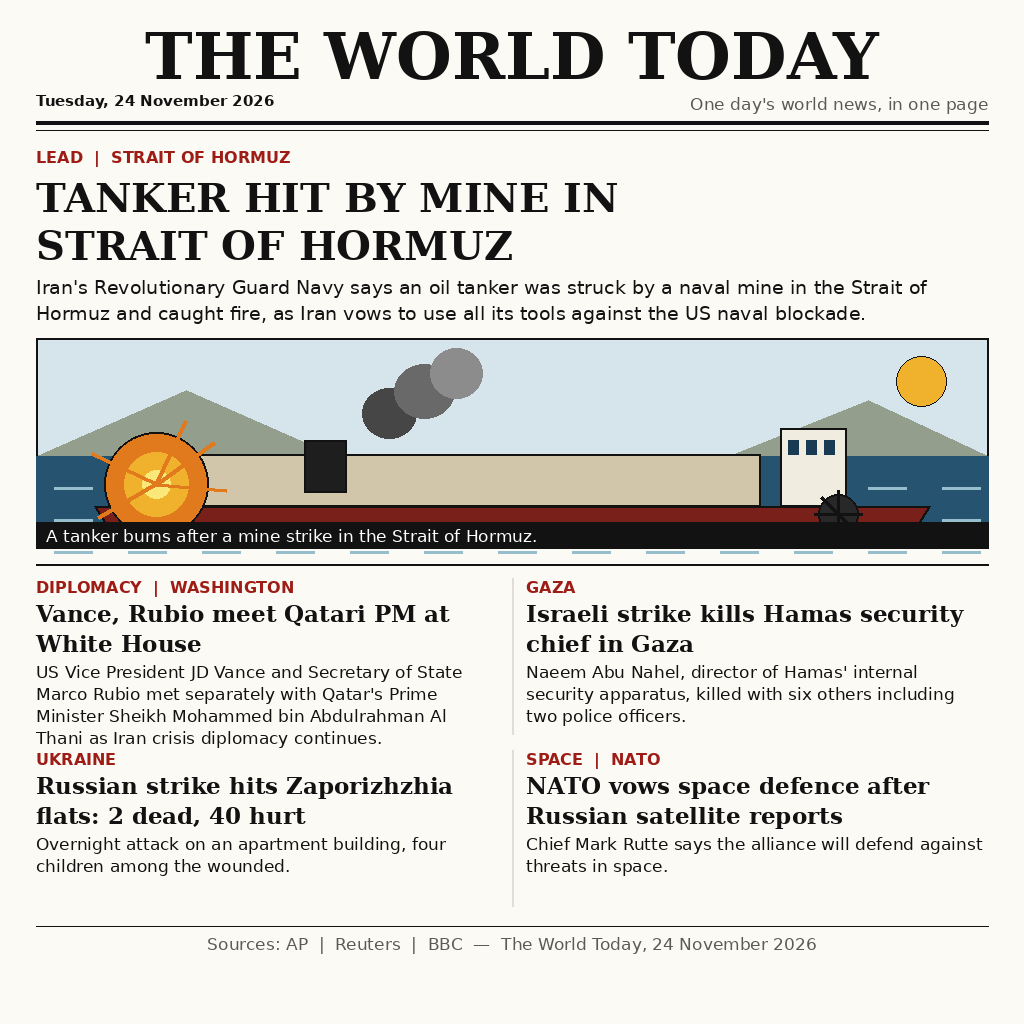 THE WORLD TODAY
Tuesday, 24 November 2026
One day's world news, in one page
LEAD | STRAIT OF HORMUZ
TANKER HIT BY MINE IN
STRAIT OF HORMUZ
Iran's Revolutionary Guard Navy says an oil tanker was struck by a naval mine in the Strait of
Hormuz and caught fire, as Iran vows to use all its tools against the US naval blockade.
A tanker burns after a mine strike in the Strait of Hormuz.
DIPLOMACY | WASHINGTON
Vance, Rubio meet Qatari PM at
White House
US Vice President JD Vance and Secretary of State
Marco Rubio met separately with Qatar's Prime
Minister Sheikh Mohammed bin Abdulrahman Al
Thani as Iran crisis diplomacy continues.
GAZA
Israeli strike kills Hamas security
chief in Gaza
Naeem Abu Nahel, director of Hamas' internal
security apparatus, killed with six others including
two police officers.
UKRAINE
Russian strike hits Zaporizhzhia
flats: 2 dead, 40 hurt
Overnight attack on an apartment building, four
children among the wounded.
SPACE | NATO
NATO vows space defence after
Russian satellite reports
Chief Mark Rutte says the alliance will defend against
threats in space.
Sources: AP | Reuters | BBC — The World Today, 24 November 2026